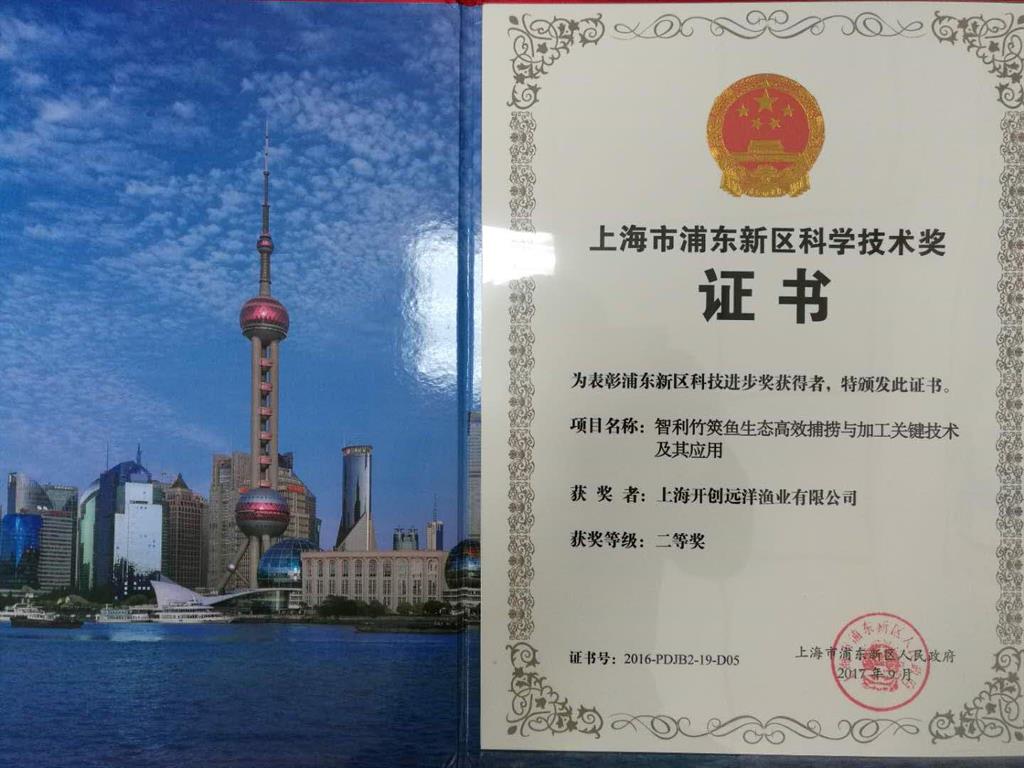 上海市浦东新区科学技术奖
证书
为表彰浦东新区科技进步奖获得者，特颁发此证书。
项目名称：智利竹筴鱼生态高效捕捞与加工关键技术
及其应用
获奖者：上海开创远洋渔业有限公司
获奖等级：二等奖
证书号：2016-PDJB2-19-D05
上海市浦东新区人民政府
2017年9月